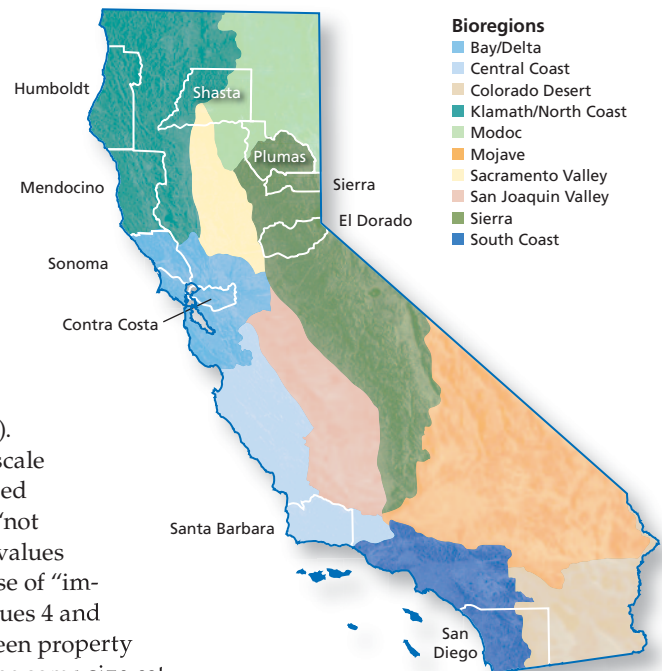 Bioregions
Bay/Delta
Central Coast
Colorado Desert
Klamath/North Coast
Modoc
Mojave
Sacramento Valley
San Joaquin Valley
Sierra
South Coast
Humboldt
Shasta
Plumas
Mendocino
Sierra
El Dorado
Sonoma
Contra Costa
Santa Barbara
San
Diego
).
scale
ed
“not
values
se of “im-
ues 4 and
een property